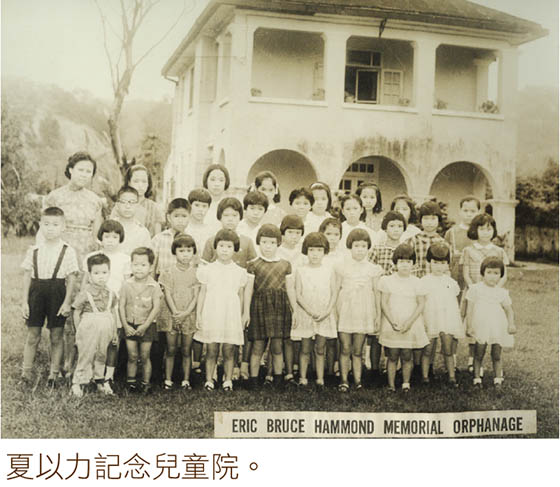 ERIC BRUCE HAMMOND MEMORIAL ORPHANAGE
夏以力記念兒童院。